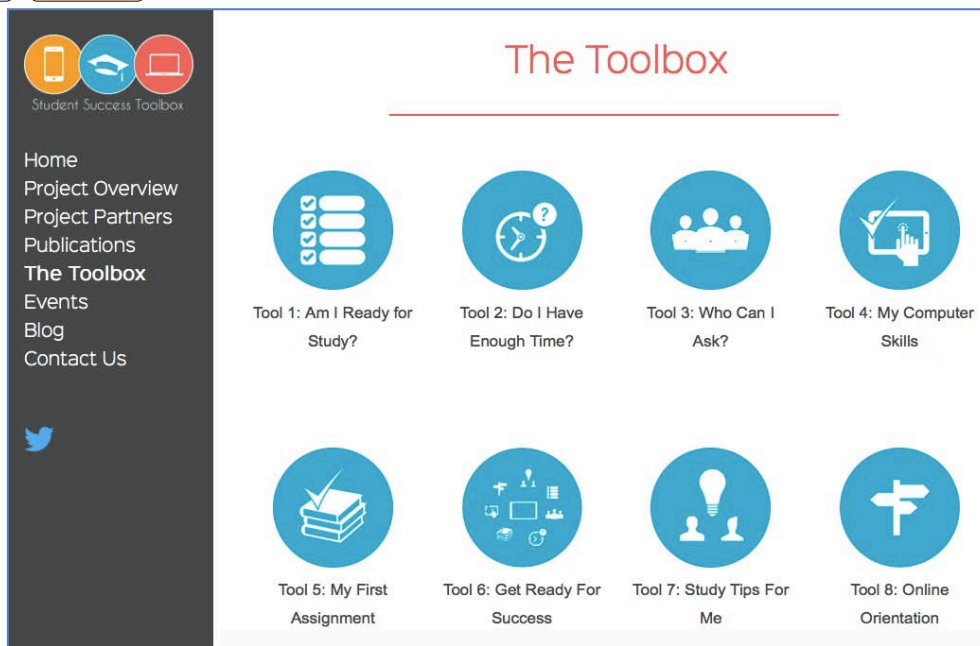 Student Success Toolbox
Home
Project Overview
Project Partners
Publications
The Toolbox
Events
Blog
Contact Us
The Toolbox
Tool 1: Am I Ready for
Study?
Tool 2: Do I Have
Enough Time?
Tool 3: Who Can I
Ask?
Tool 4: My Computer
Skills
Tool 5: My First
Assignment
Tool 6: Get Ready For
Success
Tool 7: Study Tips For
Me
Tool 8: Online
Orientation